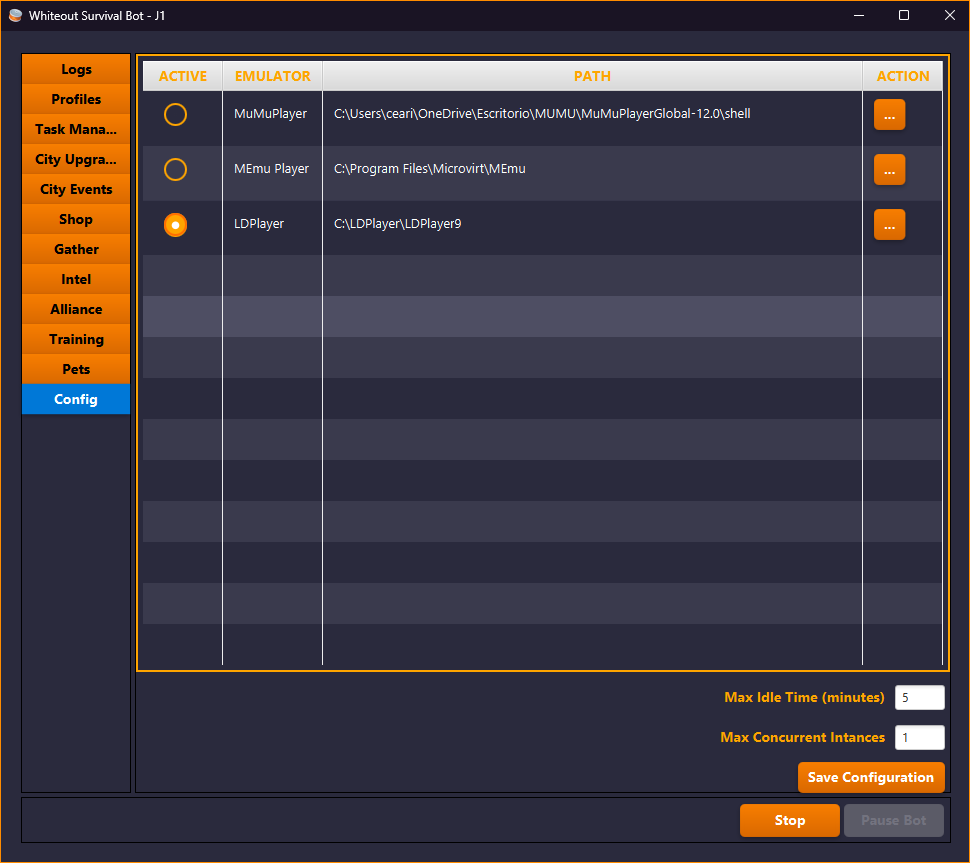 Whiteout Survival Bot - J1
Logs
Profiles
Task Mana...
City Upgra...
City Events
Shop
Gather
Intel
Alliance
Training
Pets
Config
ACTIVE EMULATOR PATH ACTION
MuMuPlayer C:\Users\ceari\OneDrive\Escritorio\MUMU\MuMuPlayerGlobal-12.0\shell ...
MEmu Player C:\Program Files\Microvirt\MEmu ...
LDPlayer C:\LDPlayer\LDPlayer9 ...
Max Idle Time (minutes) 5
Max Concurrent Intances 1
Save Configuration
Stop Pause Bot